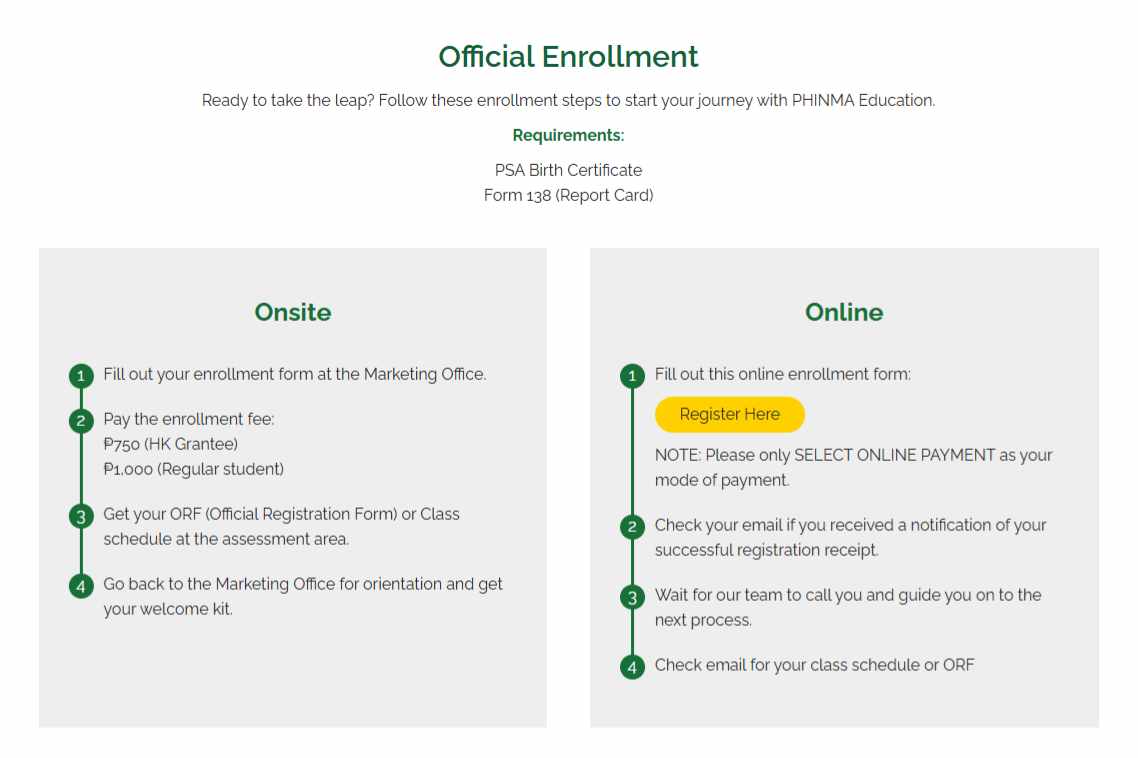 Official Enrollment
Ready to take the leap? Follow these enrollment steps to start your journey with PHINMA Education.
Requirements:
PSA Birth Certificate
Form 138 (Report Card)
Onsite
1 Fill out your enrollment form at the Marketing Office.
2 Pay the enrollment fee:
₱750 (HK Grantee)
₱1,000 (Regular student)
3 Get your ORF (Official Registration Form) or Class
schedule at the assessment area.
4 Go back to the Marketing Office for orientation and get
your welcome kit.
Online
1 Fill out this online enrollment form:
Register Here
NOTE: Please only SELECT ONLINE PAYMENT as your
mode of payment.
2 Check your email if you received a notification of your
successful registration receipt.
3 Wait for our team to call you and guide you on to the
next process.
4 Check email for your class schedule or ORF